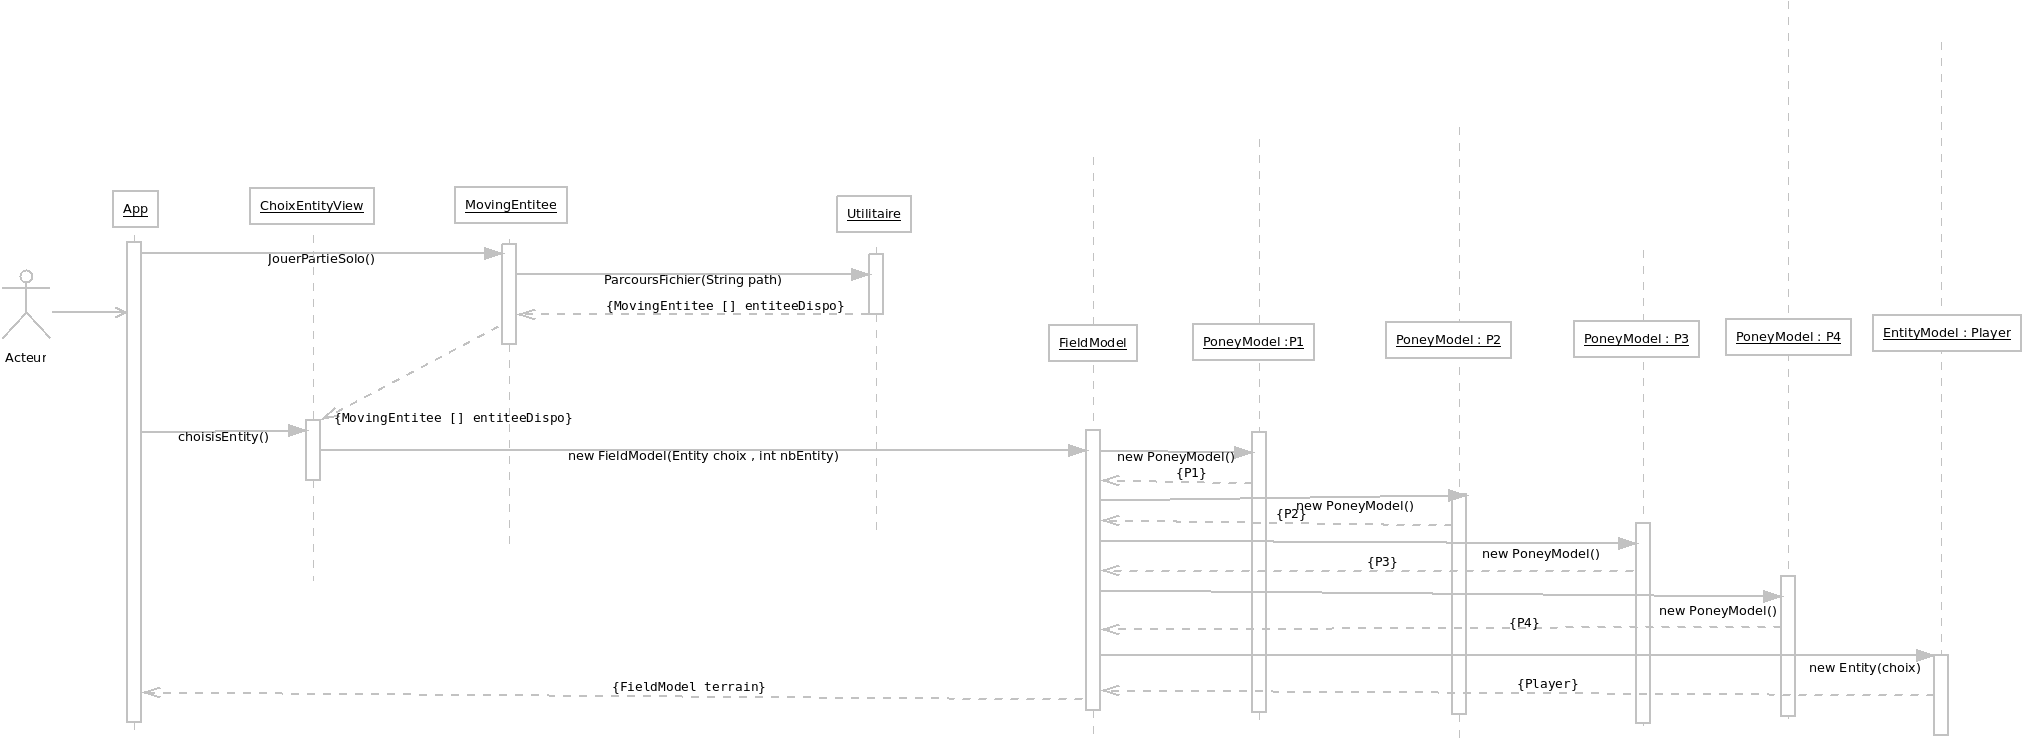 App
ChoixEntityView
MovingEntitee
Utilitaire
JouerPartieSolo()
ParcoursFichier(String path)
{MovingEntitee [] entiteeDispo}
Acteur
FieldModel
PoneyModel :P1
PoneyModel : P2
PoneyModel : P3
PoneyModel : P4
EntityModel : Player
{MovingEntitee [] entiteeDispo}
choisisEntity()
new FieldModel(Entity choix , int nbEntity)
new PoneyModel()
{P1}
new PoneyModel()
{P2}
new PoneyModel()
{P3}
new PoneyModel()
{P4}
new Entity(choix)
{Player}
{FieldModel terrain}